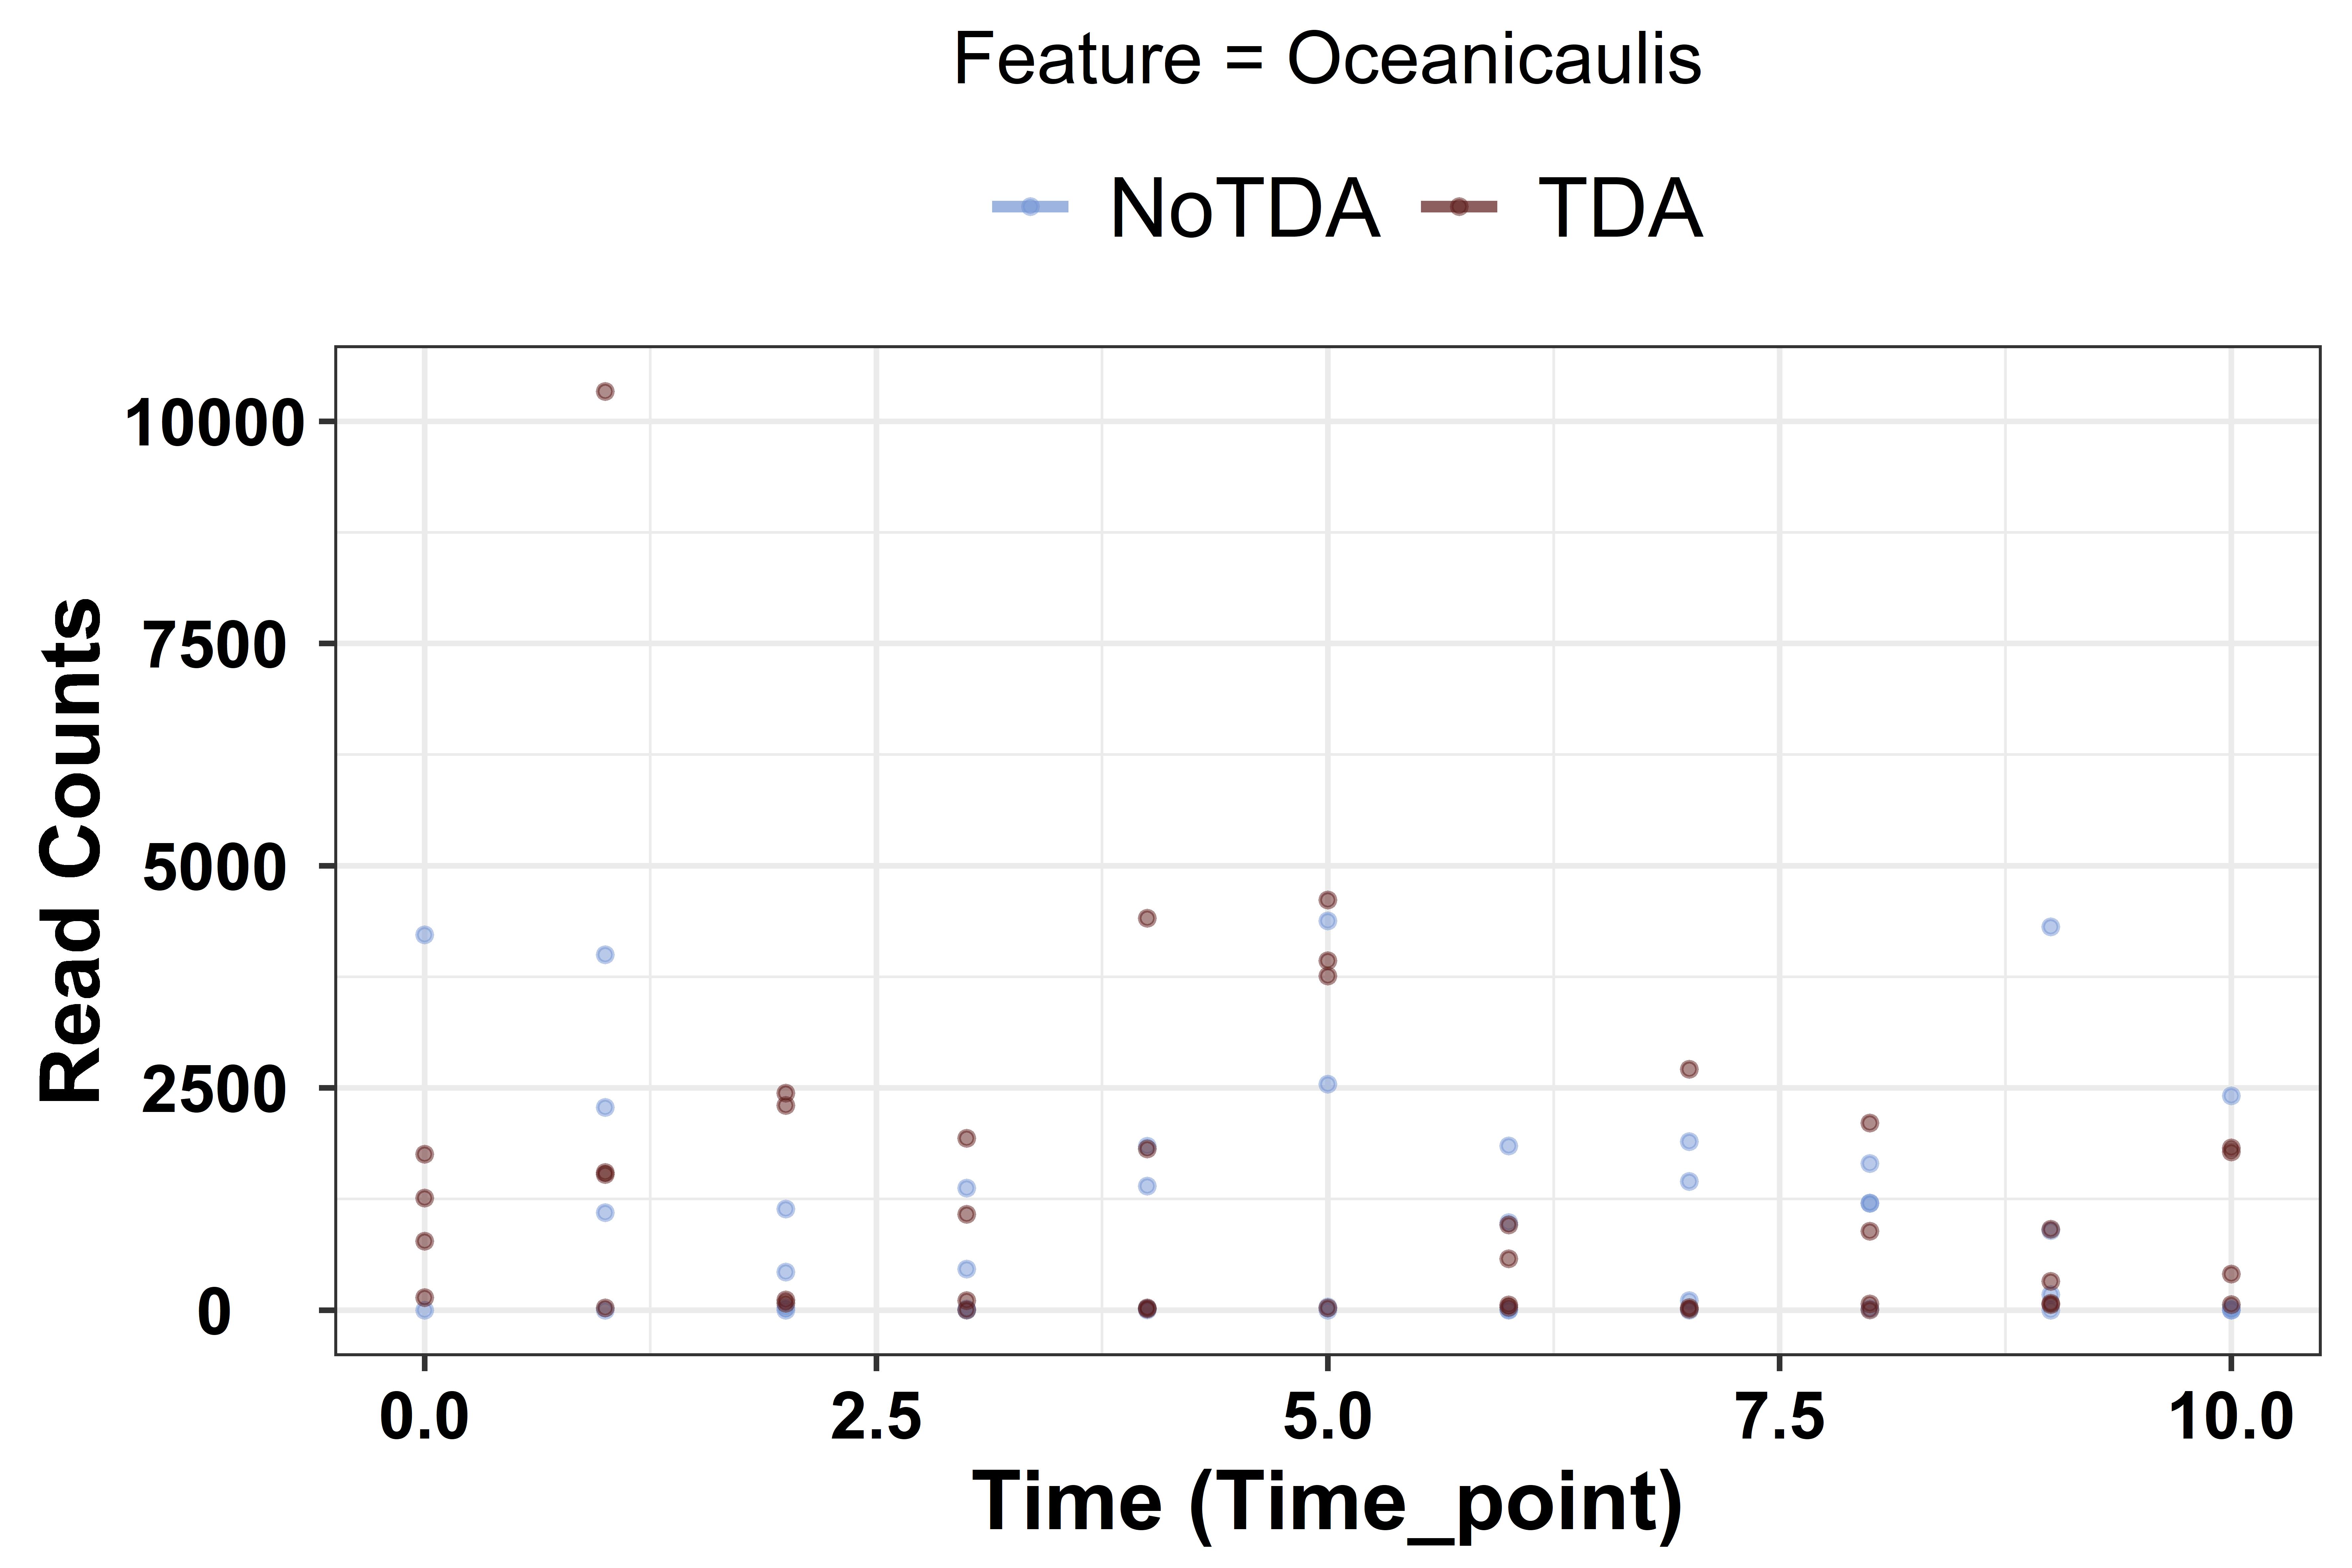 Feature = Oceanicaulis
NoTDA TDA
Read Counts
10000
7500
5000
2500
0
0.0 2.5 5.0 7.5 10.0
Time (Time_point)